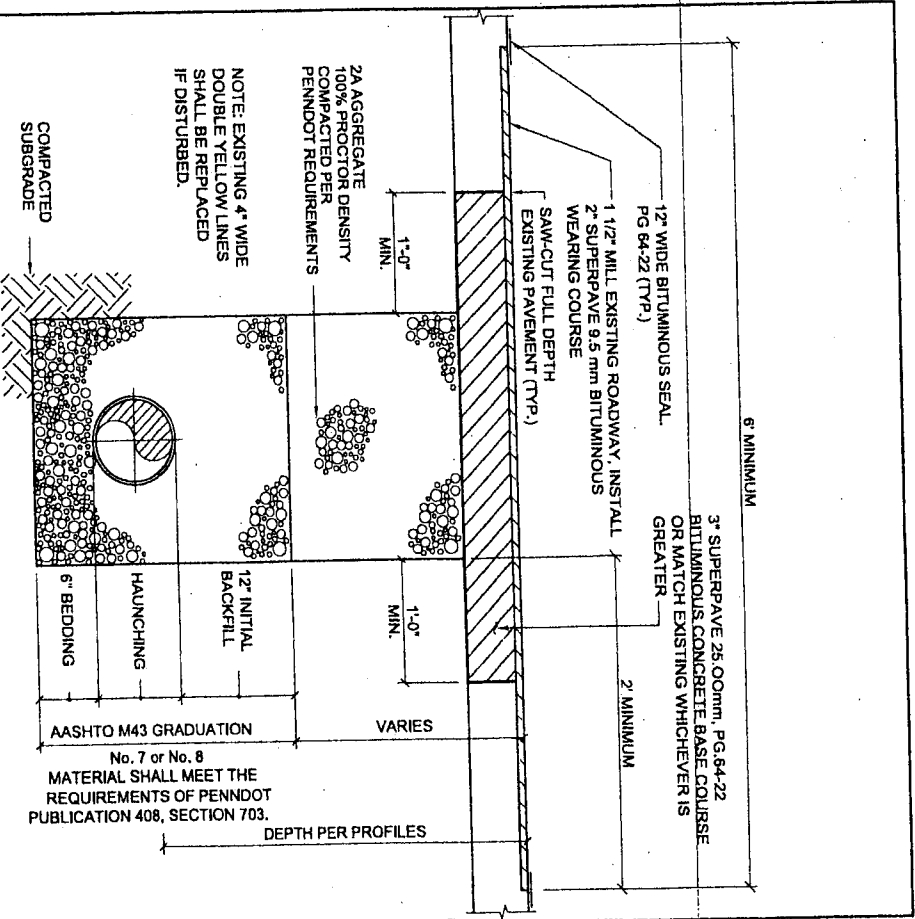 6' MINIMUM
3" SUPERPAVE 25.OOmm, PG.64-22
BITUMINOUS CONCRETE BASE COURSE
OR MATCH EXISTING WHICHEVER IS
GREATER
12" WIDE BITUMINOUS SEAL.
PG 64-22 (TYP.)
1 1/2" MILL EXISTING ROADWAY, INSTALL
2" SUPERPAVE 9.5 mm BITUMINOUS
WEARING COURSE
SAW-CUT FULL DEPTH
EXISTING PAVEMENT (TYP.)
2' MINIMUM
1"-0"
MIN.
1"-0"
MIN.
2A AGGREGATE
100% PROCTOR DENSITY
COMPACTED PER
PENNDOT REQUIREMENTS
NOTE: EXISTING 4" WIDE
DOUBLE YELLOW LINES
SHALL BE REPLACED
IF DISTURBED.
COMPACTED
SUBGRADE
12" INITIAL
BACKFILL
HAUNCHING
6" BEDDING
VARIES
AASHTO M43 GRADUATION
No. 7 or No. 8
MATERIAL SHALL MEET THE
REQUIREMENTS OF PENNDOT
PUBLICATION 408, SECTION 703.
DEPTH PER PROFILES